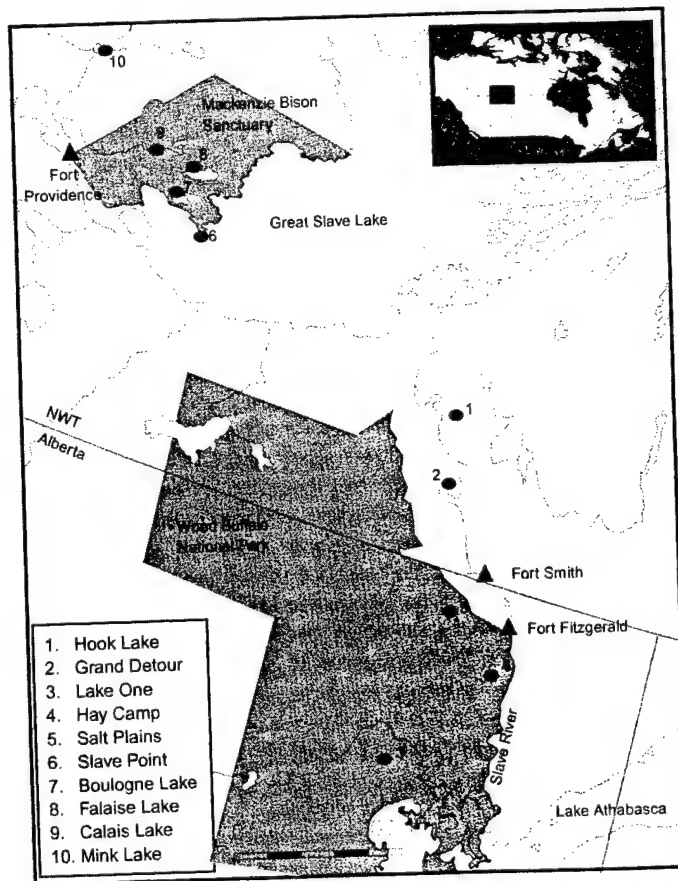 10
Mackenzie Bison
Sanctuary
9
8
Fort
Providence
7
6
Great Slave Lake
1
NWT
Alberta
2
Wood Buffalo
National Park
Fort Smith
Fort Fitzgerald
Slave River
Lake Athabasca
1. Hook Lake
2. Grand Detour
3. Lake One
4. Hay Camp
5. Salt Plains
6. Slave Point
7. Boulogne Lake
8. Falaise Lake
9. Calais Lake
10. Mink Lake